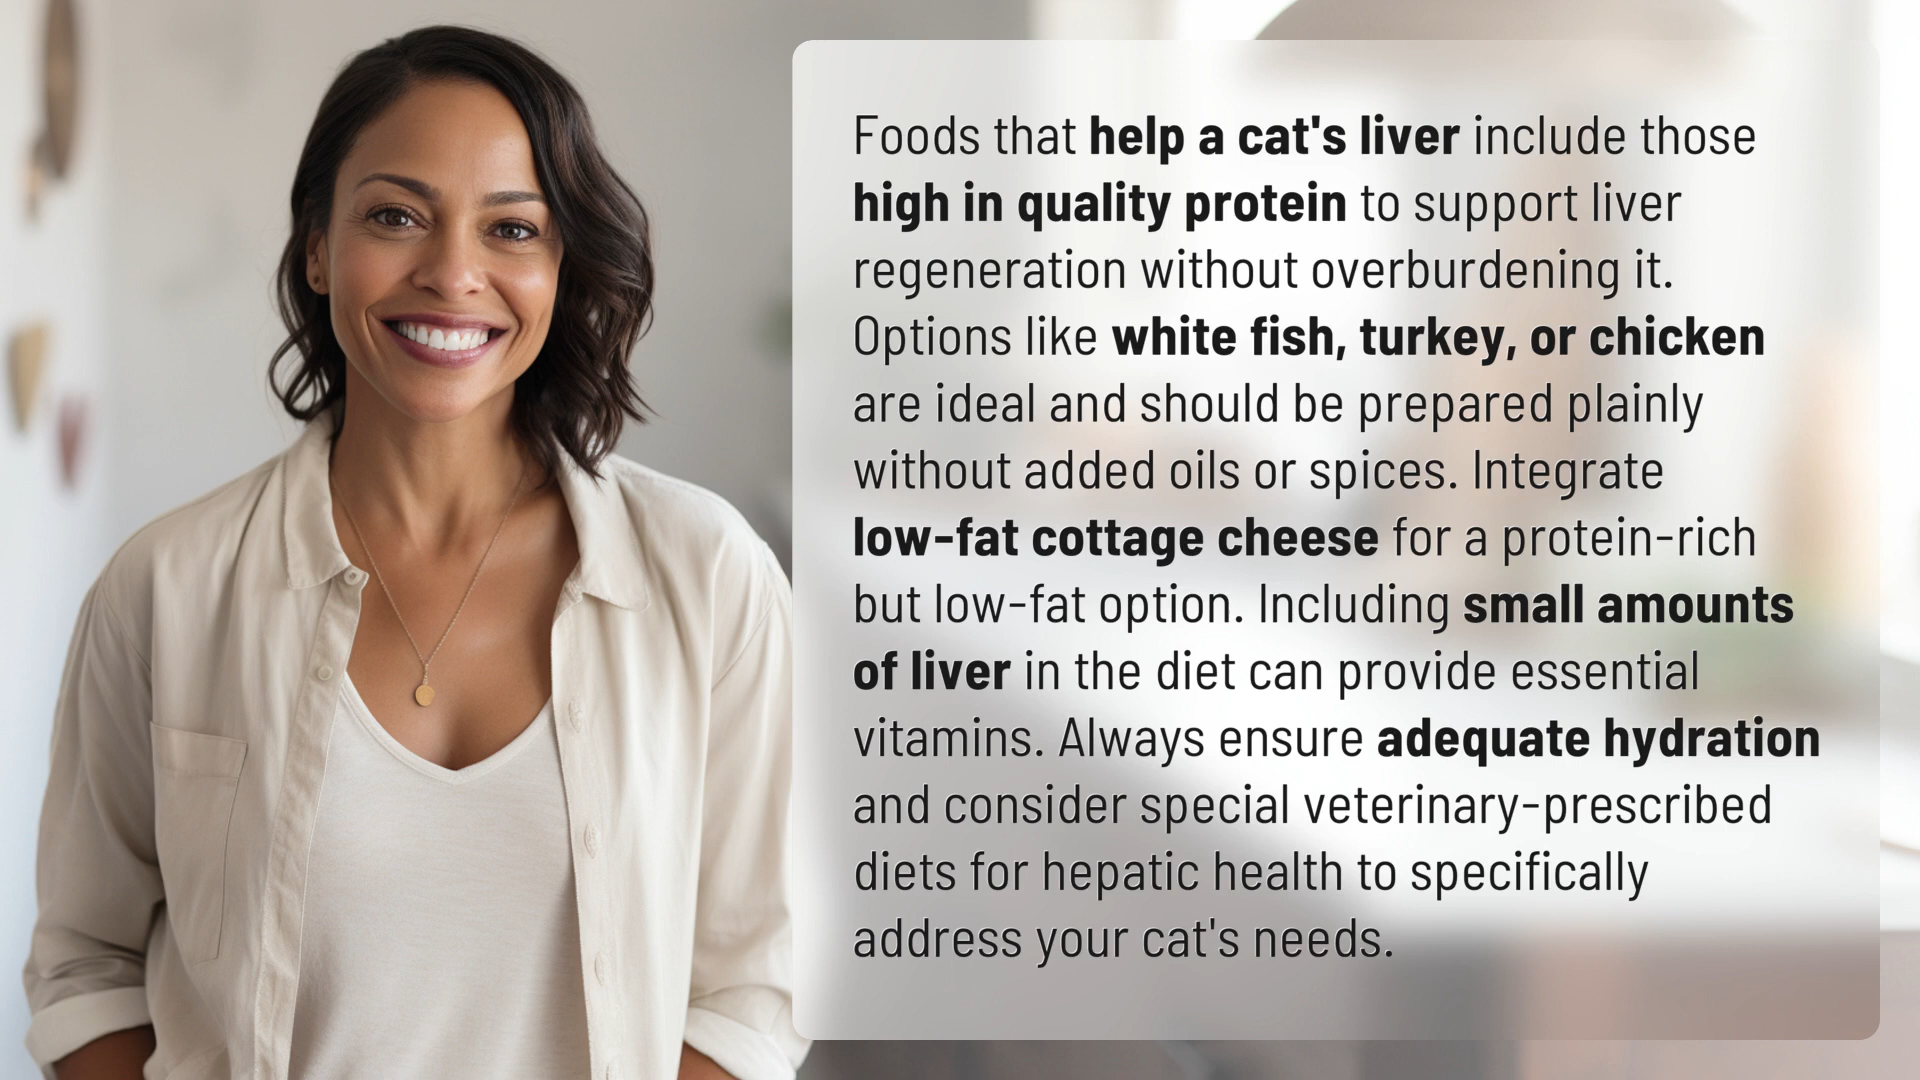 Foods that help a cat's liver include those
high in quality protein to support liver
regeneration without overburdening it.
Options like white fish, turkey, or chicken
are ideal and should be prepared plainly
without added oils or spices. Integrate
low-fat cottage cheese for a protein-rich
but low-fat option. Including small amounts
of liver in the diet can provide essential
vitamins. Always ensure adequate hydration
and consider special veterinary-prescribed
diets for hepatic health to specifically
address your cat's needs.